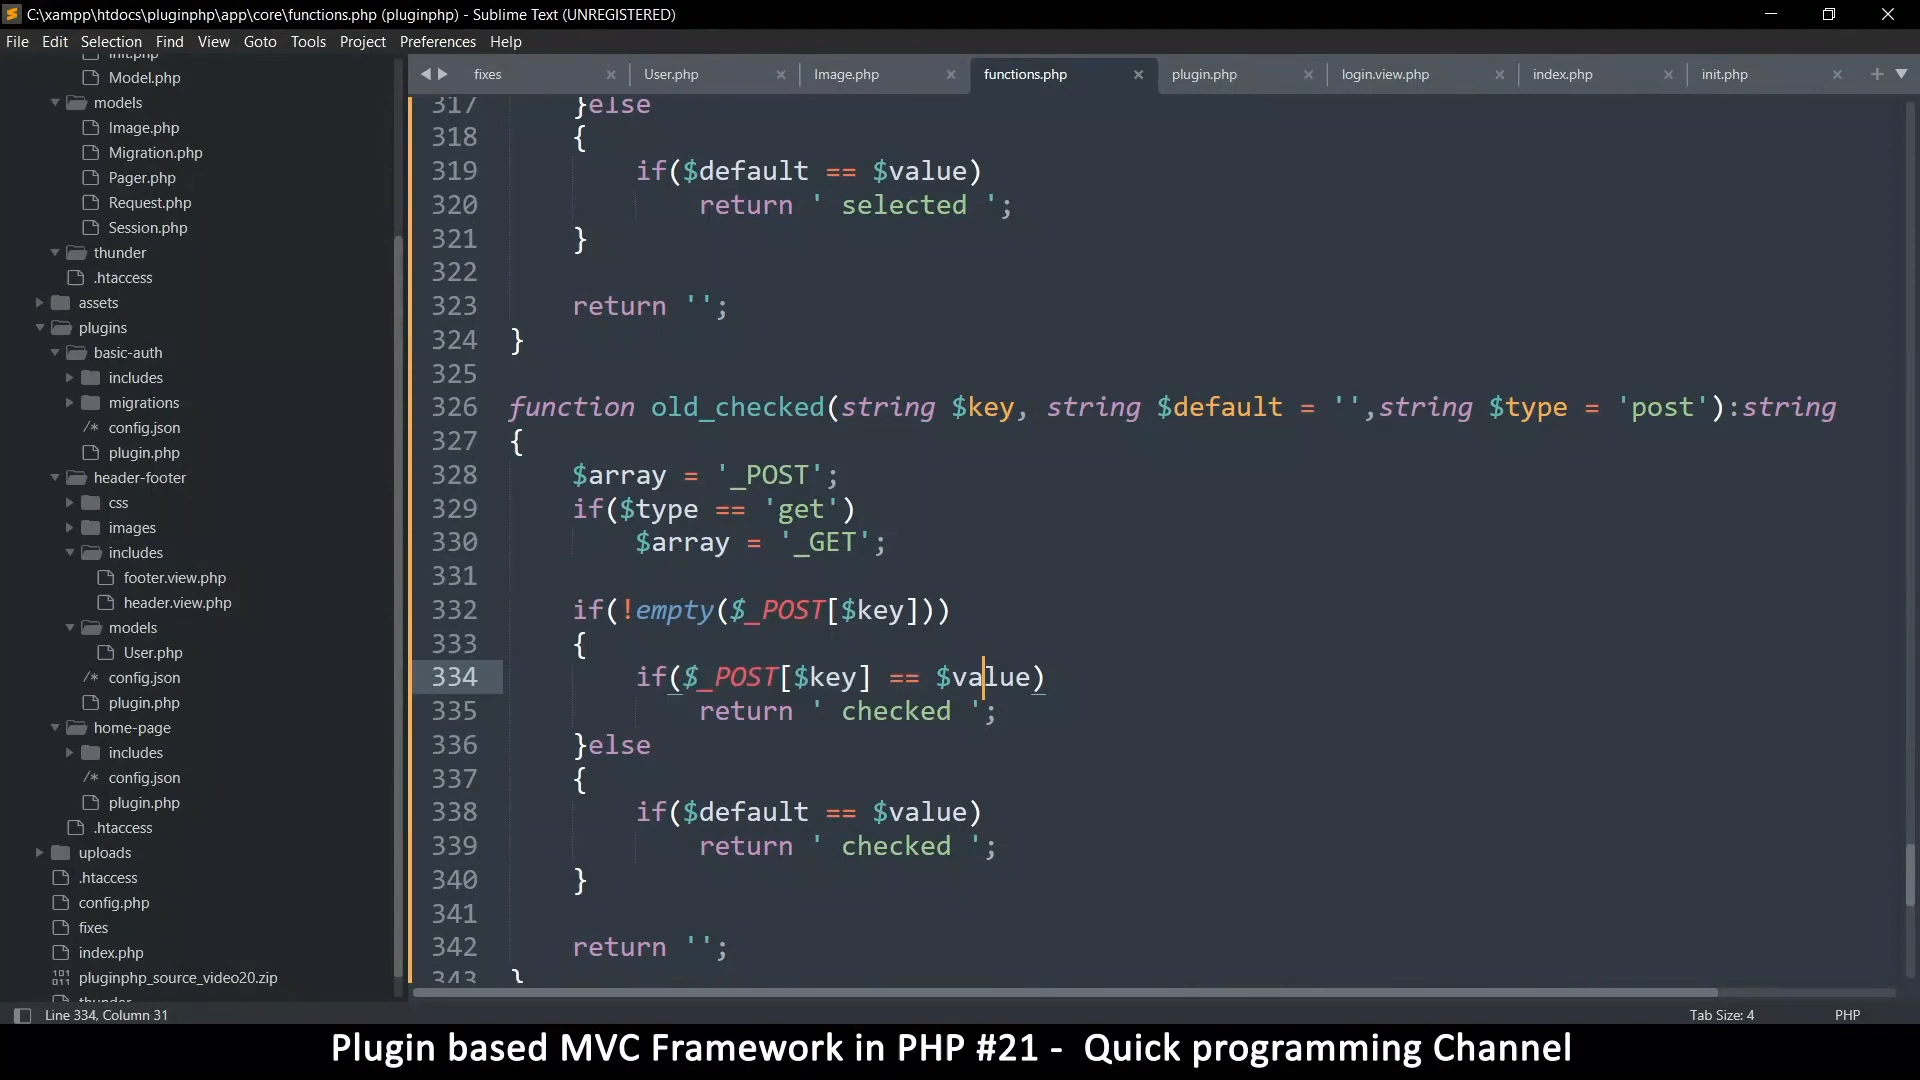 C:\xampp\htdocs\pluginphp\app\core\functions.php (pluginphp) - Sublime Text (UNREGISTERED)
File Edit Selection Find View Goto Tools Project Preferences Help
init.php
Model.php
models
Image.php
Migration.php
Pager.php
Request.php
Session.php
thunder
.htaccess
assets
plugins
basic-auth
includes
migrations
/* config.json
plugin.php
header-footer
css
images
includes
footer.view.php
header.view.php
models
User.php
/* config.json
plugin.php
home-page
includes
/* config.json
plugin.php
.htaccess
uploads
.htaccess
config.php
fixes
index.php
pluginphp_source_video20.zip
thunder
fixes User.php Image.php functions.php plugin.php login.view.php index.php init.php
317 }else
318 {
319 if($default == $value)
320 return ' selected ';
321 }
322
323 return '';
324 }
325
326 function old_checked(string $key, string $default = '',string $type = 'post'):string
327 {
328 $array = '_POST';
329 if($type == 'get')
330 $array = '_GET';
331
332 if(!empty($_POST[$key]))
333 {
334 if($_POST[$key] == $value)
335 return ' checked ';
336 }else
337 {
338 if($default == $value)
339 return ' checked ';
340 }
341
342 return '';
343 }
Line 334, Column 31 Tab Size: 4 PHP
Plugin based MVC Framework in PHP #21 - Quick programming Channel